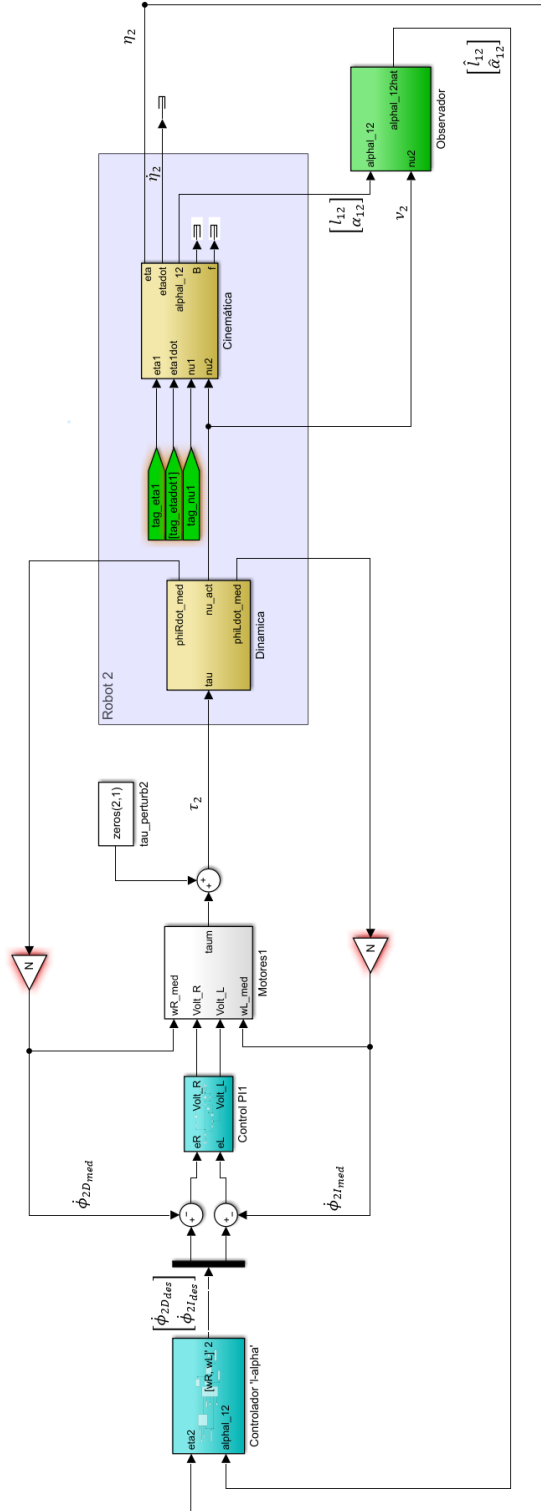 eta2
alphal_12
[wR, wL]' 2
Controlador 'l-alpha'
[ϕ̇2Ddes
ϕ̇2Ides]
+
−
+
−
ϕ̇2Dmed
ϕ̇2Imed
eR
eL
Volt_R
Volt_L
Control PI1
N
N
wR_med
Volt_R
Volt_L
wL_med
taum
Motores1
+
+
zeros(2,1)
tau_perturb2
τ2
Robot 2
tau
phiRdot_med
nu_act
phiLdot_med
Dinamica
tag_eta1
[tag_etadot1]
tag_nu1
eta1
eta1dot
nu1
nu2
eta
etadot
alphal_12
B
f
Cinemática
η̇2
η2
[l12
α12]
ν2
alphal_12
nu2
alphal_12hat
Observador
[l̂12
α̂12]